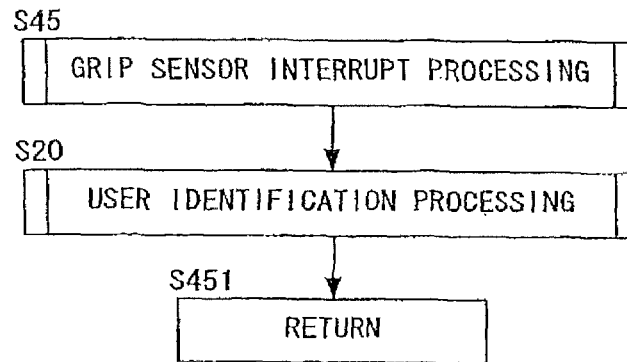 S45
GRIP SENSOR INTERRUPT PROCESSING
S20
USER IDENTIFICATION PROCESSING
S451
RETURN